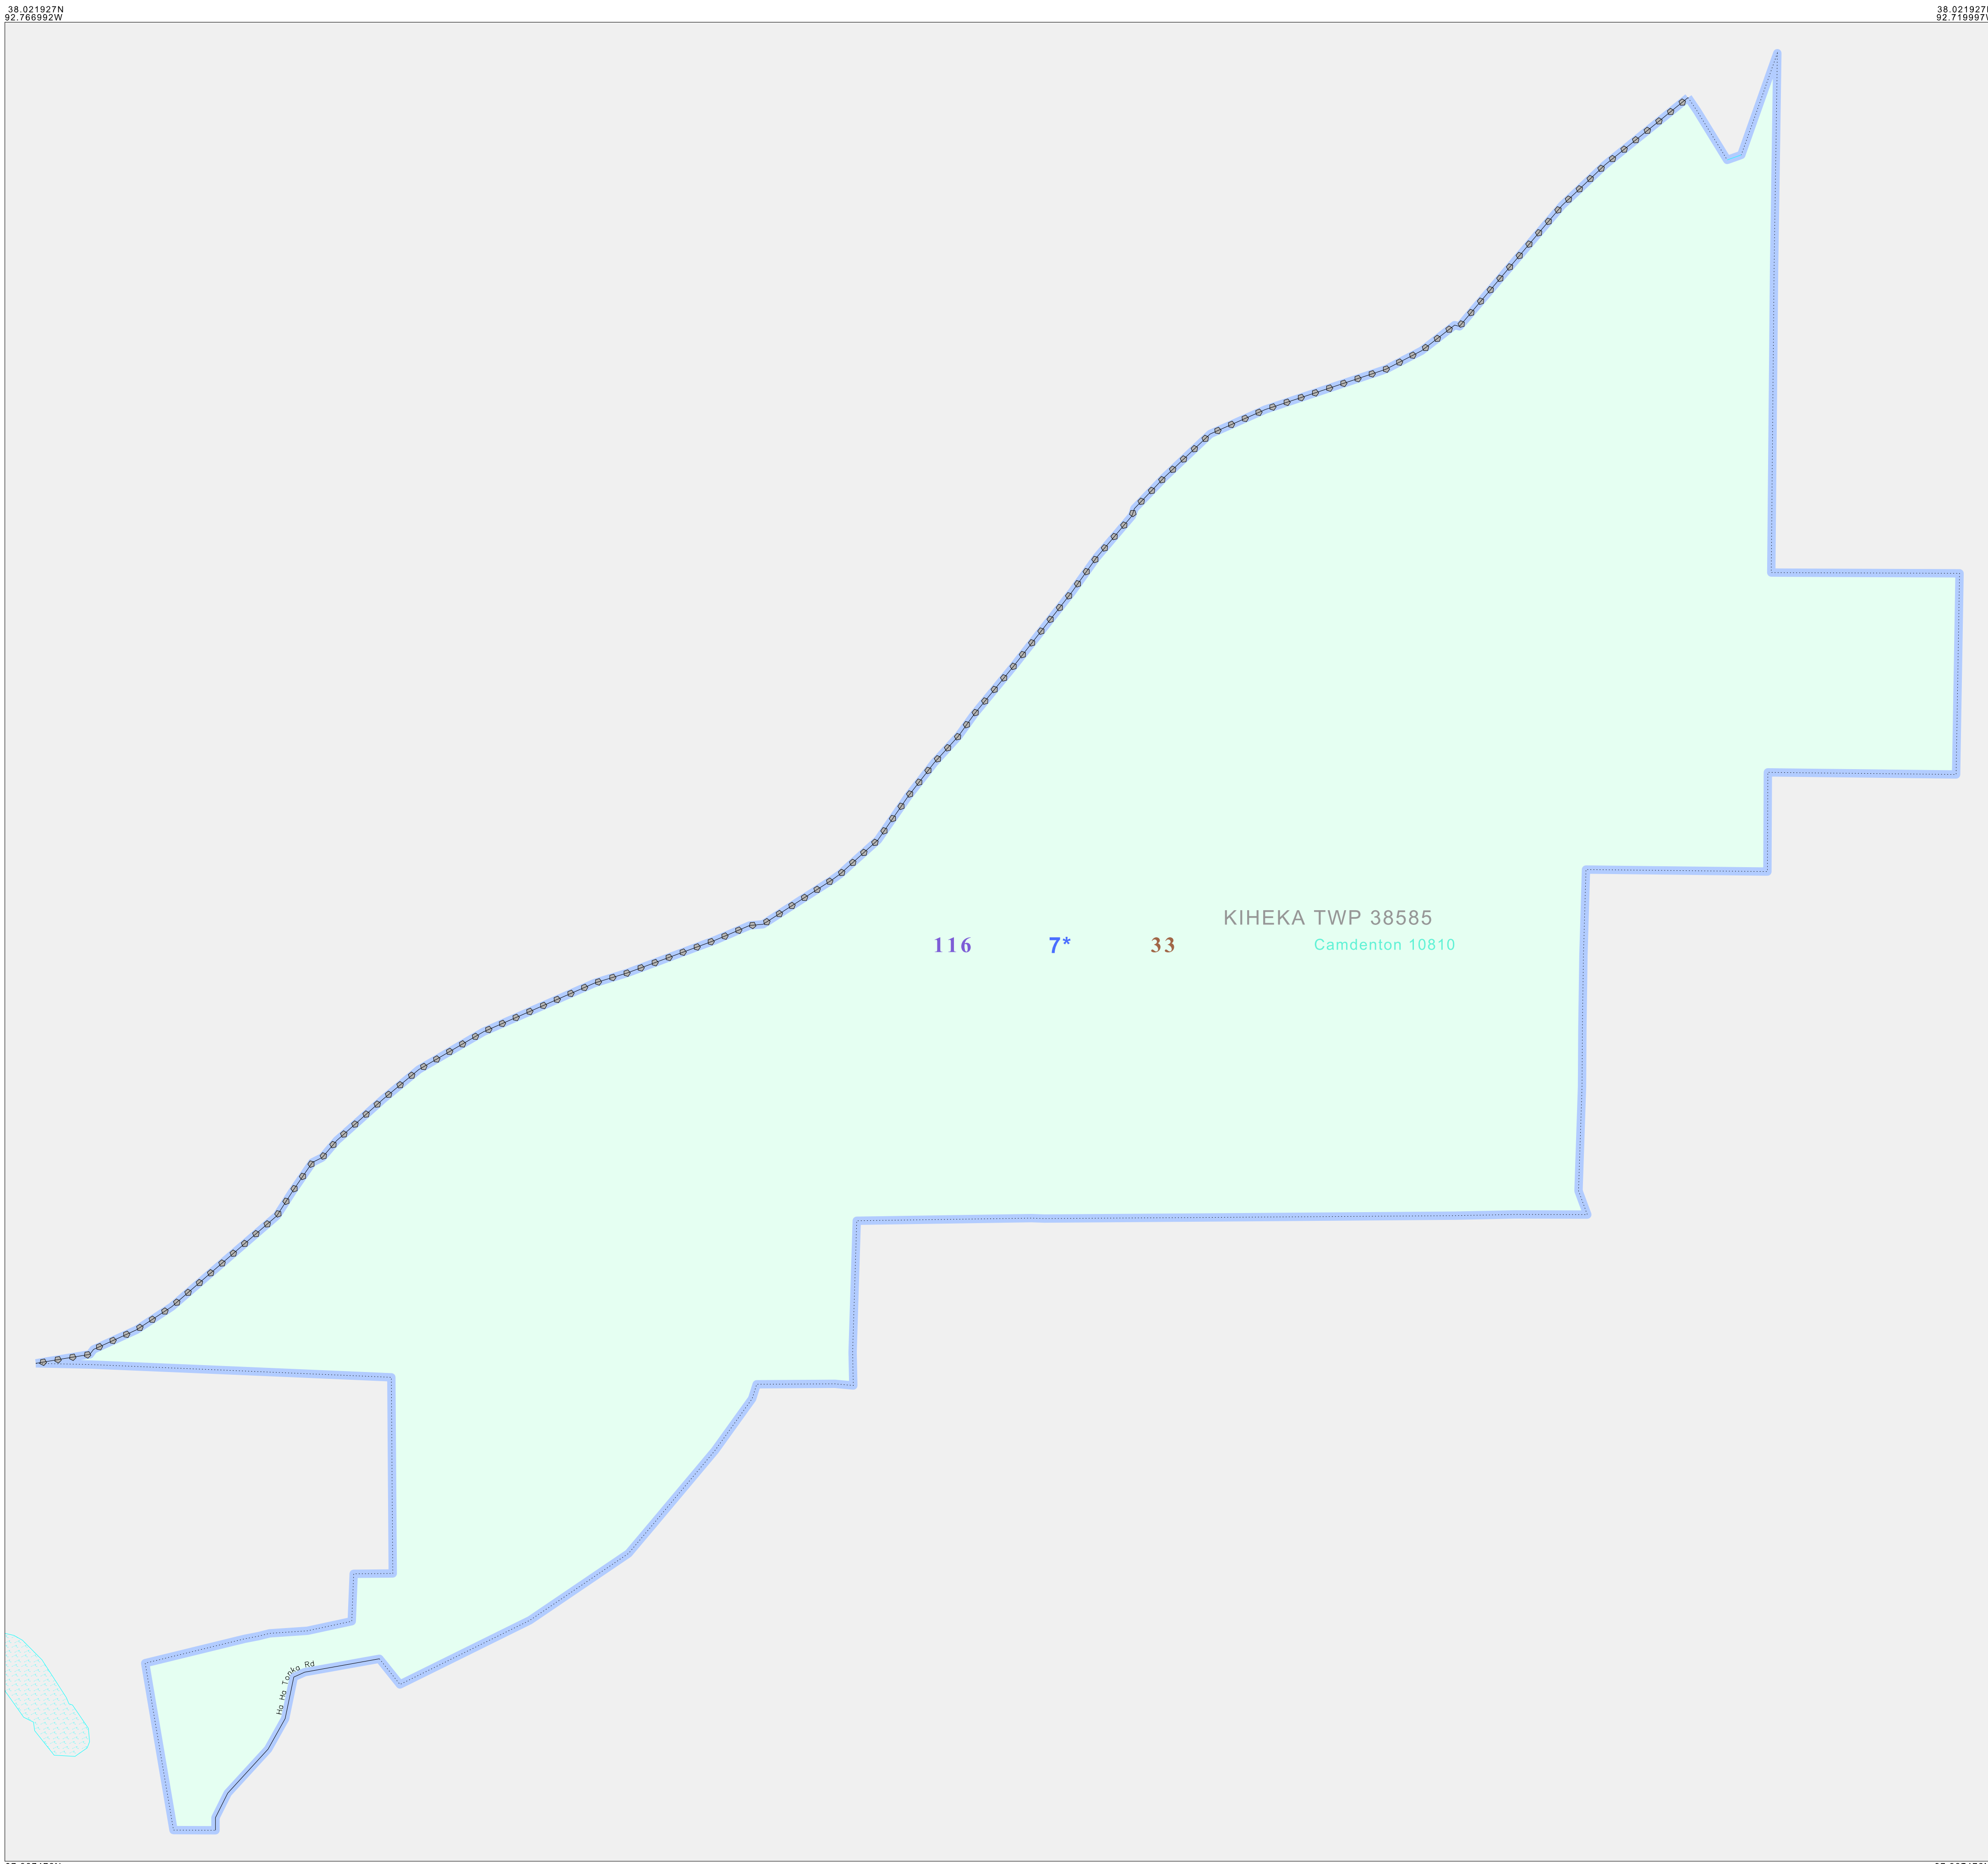 38.021927N
92.766992W
38.021927
92.719997
KIHEKA TWP 38585
116 7* 33 Camdenton 10810
Ha Ha Tonka Rd